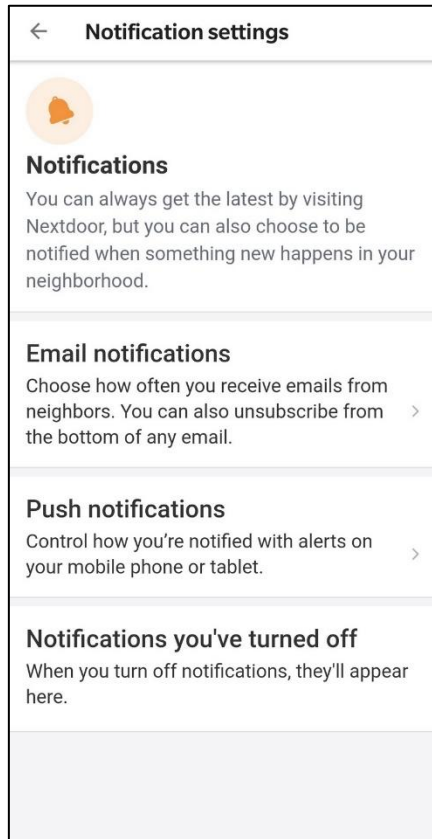 Notification settings
Notifications
You can always get the latest by visiting
Nextdoor, but you can also choose to be
notified when something new happens in your
neighborhood.
Email notifications
Choose how often you receive emails from
neighbors. You can also unsubscribe from
the bottom of any email.
Push notifications
Control how you're notified with alerts on
your mobile phone or tablet.
Notifications you've turned off
When you turn off notifications, they'll appear
here.